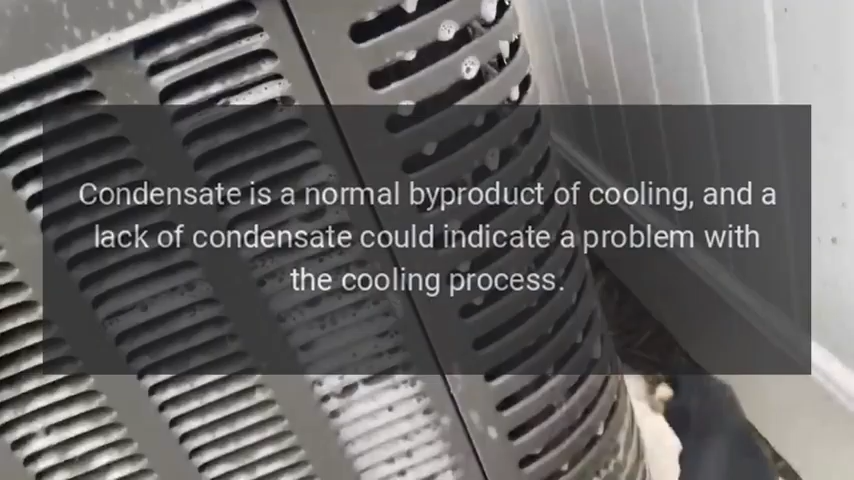 Condensate is a normal byproduct of cooling, and a
lack of condensate could indicate a problem with
the cooling process.